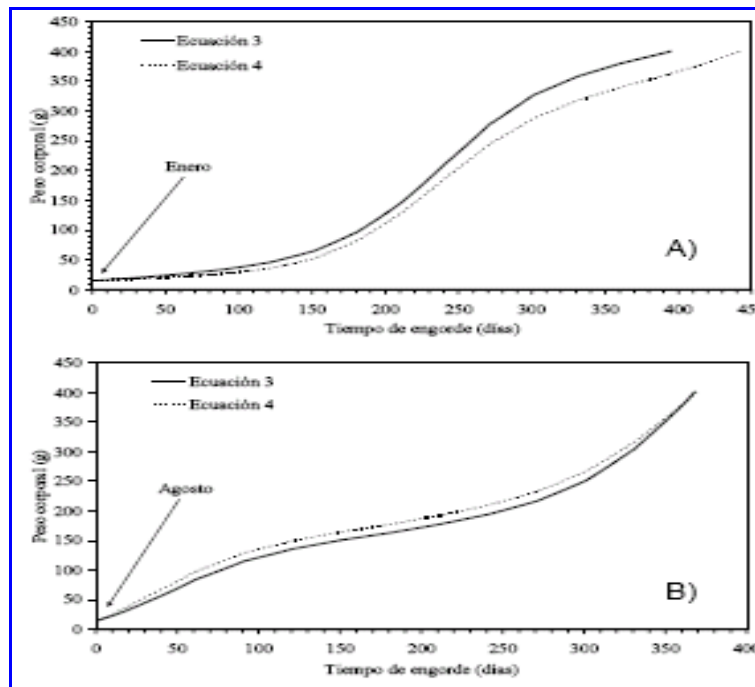 450
400
350
300
250
200
150
100
50
0
Peso corporal (g)
Ecuación 3
Ecuación 4
Enero
A)
0 50 100 150 200 250 300 350 400 450
Tiempo de engorde (días)
450
400
350
300
250
200
150
100
50
0
Peso corporal (g)
Ecuación 3
Ecuación 4
Agosto
B)
0 50 100 150 200 250 300 350 400
Tiempo de engorde (días)